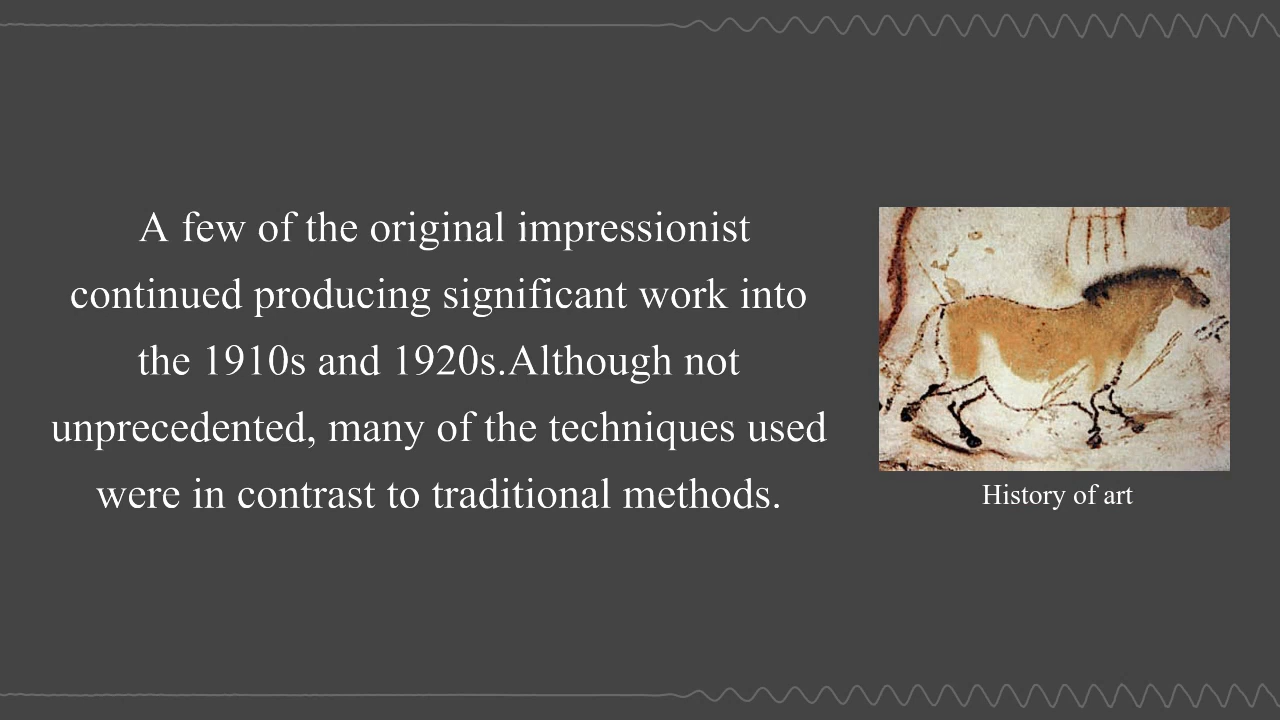 A few of the original impressionist
continued producing significant work into
the 1910s and 1920s.Although not
unprecedented, many of the techniques used
were in contrast to traditional methods.
History of art